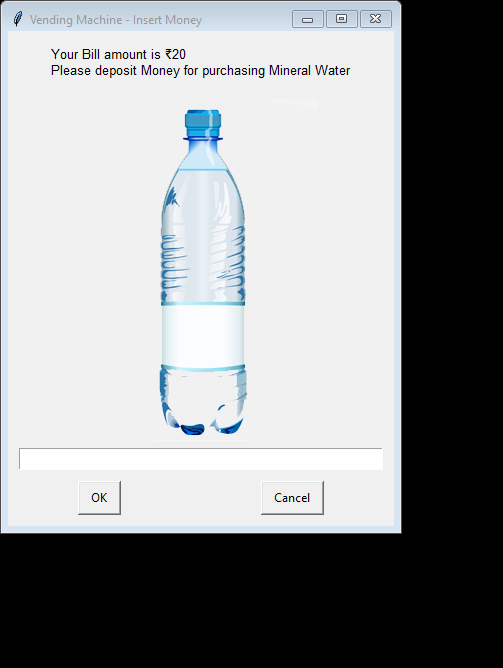 Vending Machine - Insert Money
Your Bill amount is ₹20
Please deposit Money for purchasing Mineral Water
OK
Cancel